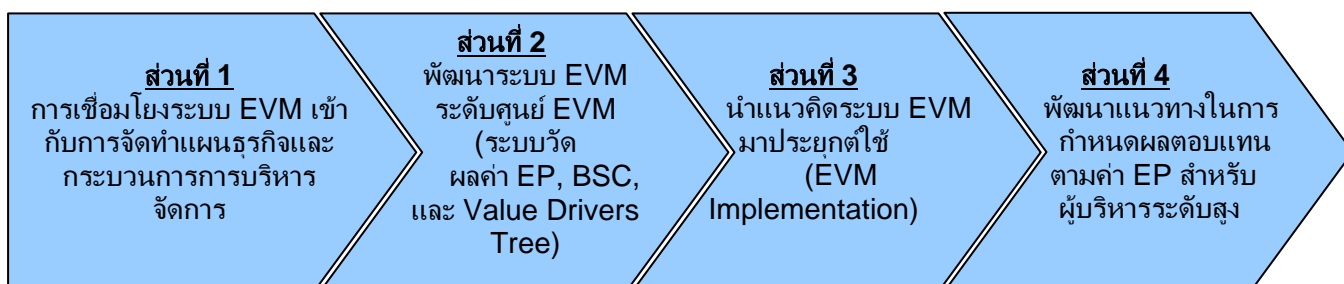 ส่วนที่ 1
การเชื่อมโยงระบบ EVM เข้า
กับการจัดทำแผนธุรกิจและ
กระบวนการการบริหาร
จัดการ
ส่วนที่ 2
พัฒนาระบบ EVM
ระดับศูนย์ EVM
(ระบบวัด
ผลค่า EP, BSC,
และ Value Drivers
Tree)
ส่วนที่ 3
นำแนวคิดระบบ EVM
มาประยุกต์ใช้
(EVM
Implementation)
ส่วนที่ 4
พัฒนาแนวทางในการ
กำหนดผลตอบแทน
ตามค่า EP สำหรับ
ผู้บริหารระดับสูง